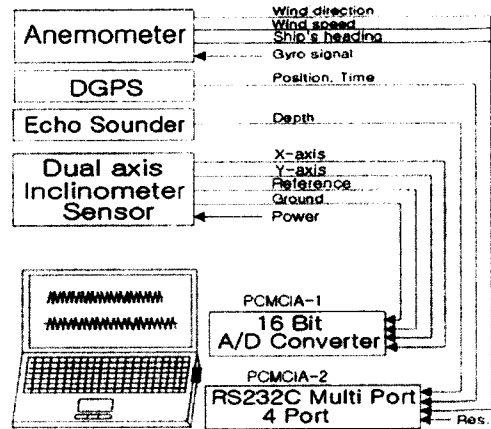 Anemometer
Wind direction
Wind speed
Ship's heading
Gyro signal
DGPS
Position, Time
Echo Sounder
Depth
Dual axis
Inclinometer
Sensor
X-axis
Y-axis
Reference
Ground
Power
PCMCIA-1
16 Bit
A/D Converter
PCMCIA-2
RS232C Multi Port
4 Port
Res.